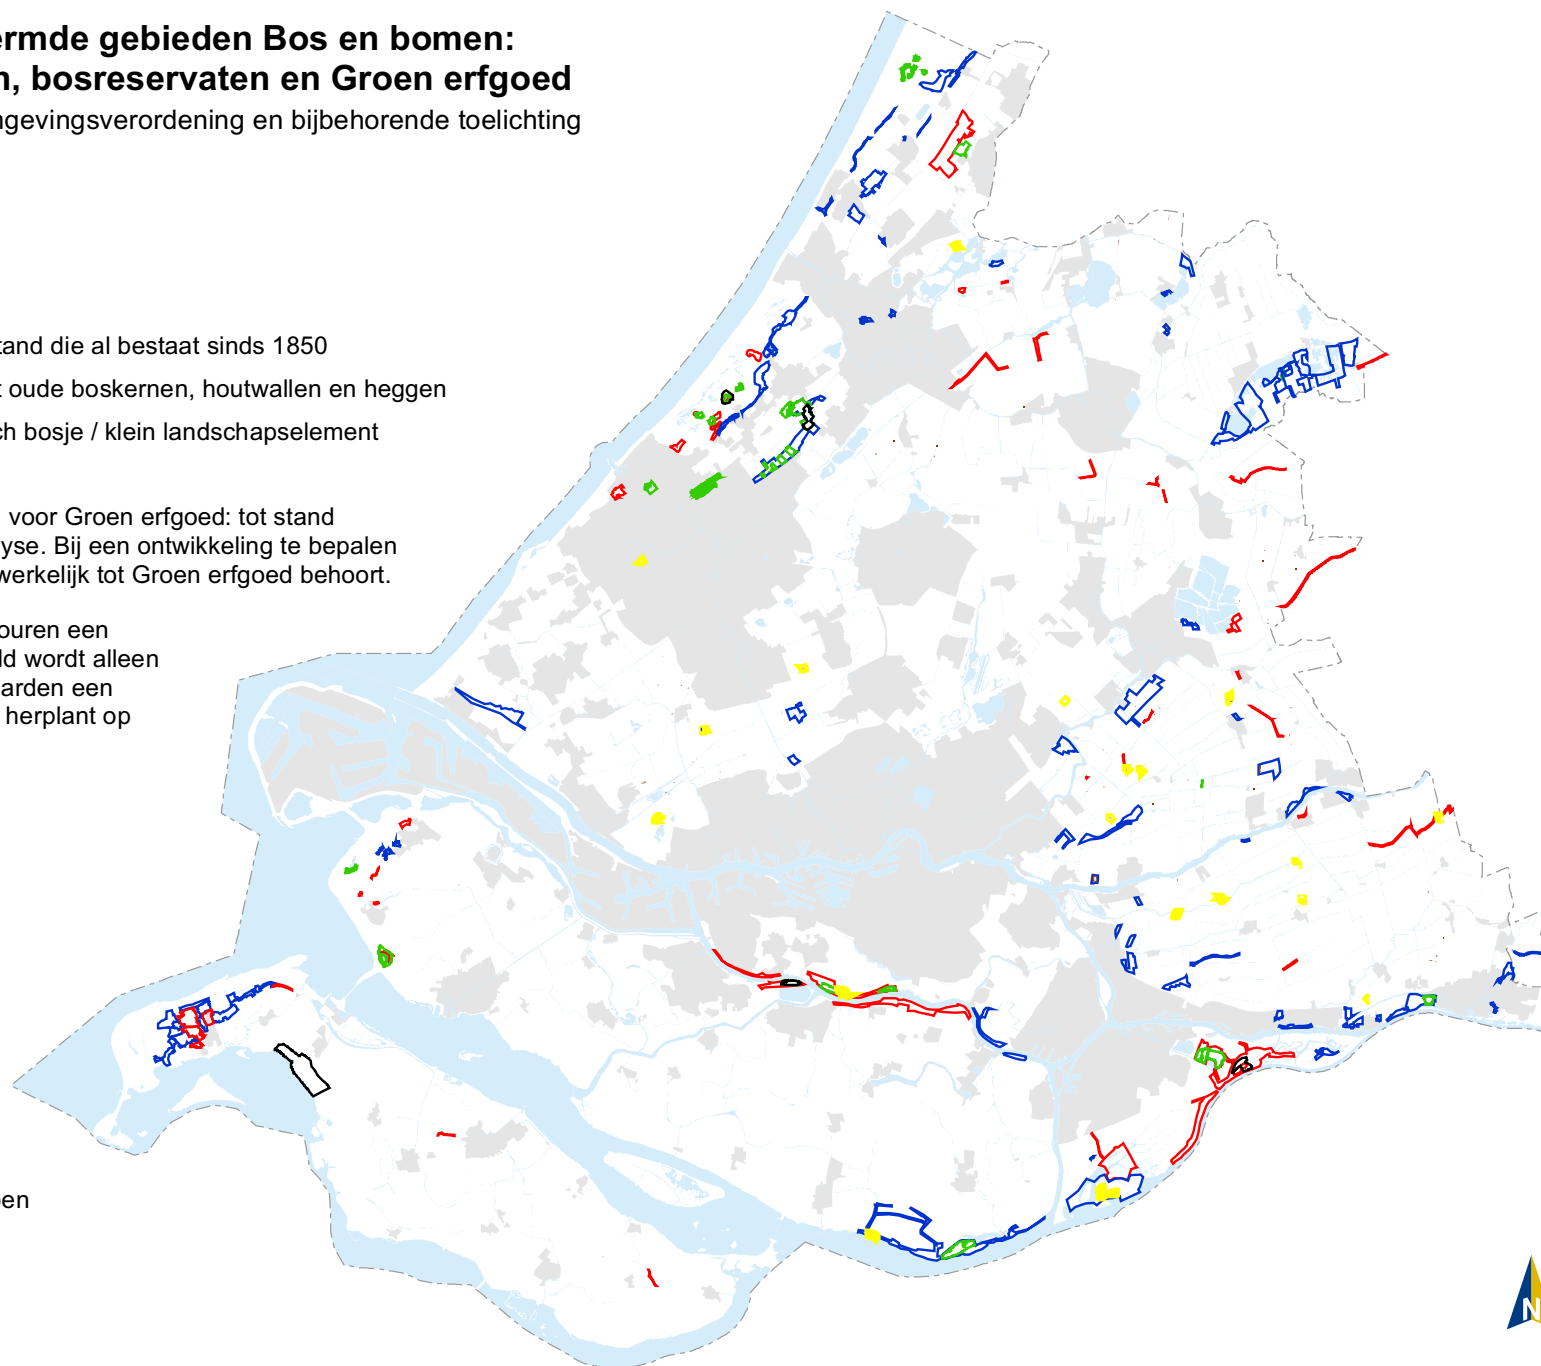 ermde gebieden Bos en bomen:
n, bosreservaten en Groen erfgoed
ngevingsverordening en bijbehorende toelichting
tand die al bestaat sinds 1850
t oude boskernen, houtwallen en heggen
ch bosje / klein landschapselement
voor Groen erfgoed: tot stand
yse. Bij een ontwikkeling te bepalen
werkelijk tot Groen erfgoed behoort.
ouren een
ld wordt alleen
arden een
herplant op
en
N